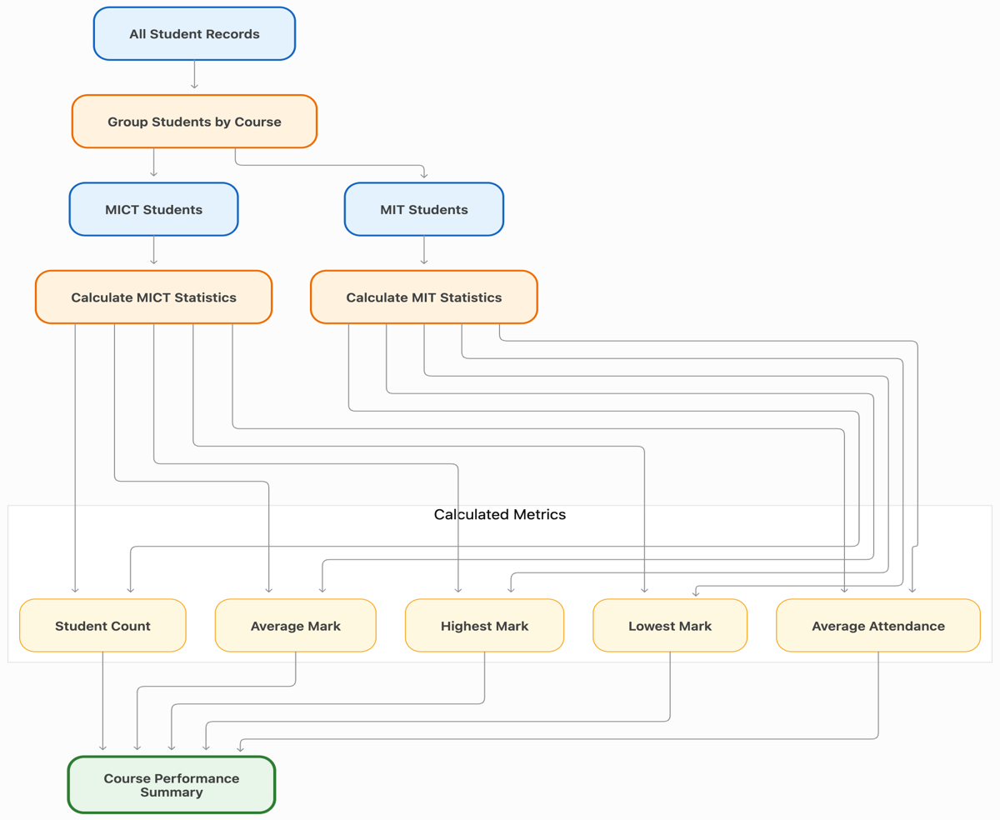 All Student Records
Group Students by Course
MICT Students
MIT Students
Calculate MICT Statistics
Calculate MIT Statistics
Calculated Metrics
Student Count
Average Mark
Highest Mark
Lowest Mark
Average Attendance
Course Performance
Summary